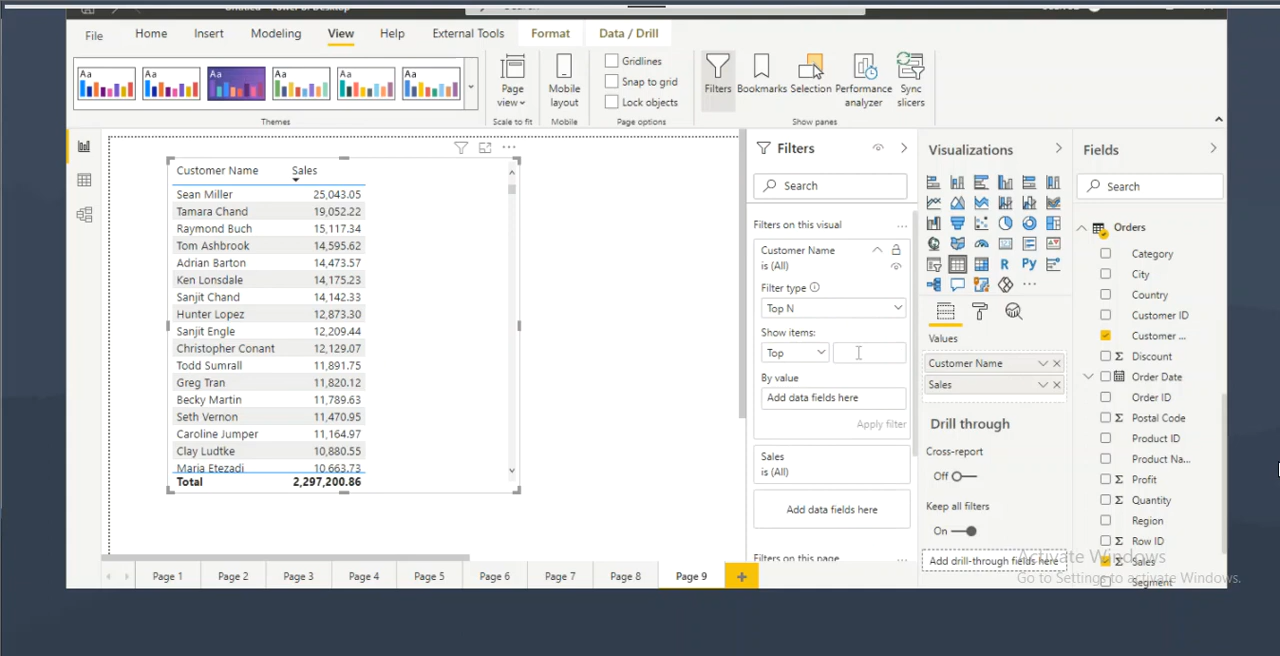 File Home Insert Modeling View Help External Tools Format Data / Drill
Aa Aa Aa Aa Aa Aa
Page view
Mobile layout
Gridlines
Snap to grid
Lock objects
Filters Bookmarks Selection Performance analyzer Sync slicers
Themes Scale to fit Mobile Page options Show panes
Customer Name Sales
Sean Miller 25,043.05
Tamara Chand 19,052.22
Raymond Buch 15,117.34
Tom Ashbrook 14,595.62
Adrian Barton 14,473.57
Ken Lonsdale 14,175.23
Sanjit Chand 14,142.33
Hunter Lopez 12,873.30
Sanjit Engle 12,209.44
Christopher Conant 12,129.07
Todd Sumrall 11,891.75
Greg Tran 11,820.12
Becky Martin 11,789.63
Seth Vernon 11,470.95
Caroline Jumper 11,164.97
Clay Ludtke 10,880.55
Maria Etezadi 10,663.73
Total 2,297,200.86
Filters
Search
Filters on this visual ...
Customer Name
is (All)
Filter type
Top N
Show items:
Top
By value
Add data fields here
Apply filter
Sales
is (All)
Add data fields here
Filters on this page ...
Visualizations
R Py
...
Values
Customer Name
Sales
Drill through
Cross-report
Off
Keep all filters
On
Add drill-through fields here
Fields
Search
Orders
Category
City
Country
Customer ID
Customer ...
Σ Discount
Order Date
Order ID
Σ Postal Code
Product ID
Product Na...
Σ Profit
Σ Quantity
Region
Σ Row ID
Σ Sales
Segment
Activate Windows
Go to Settings to activate Windows.
Page 1 Page 2 Page 3 Page 4 Page 5 Page 6 Page 7 Page 8 Page 9 +